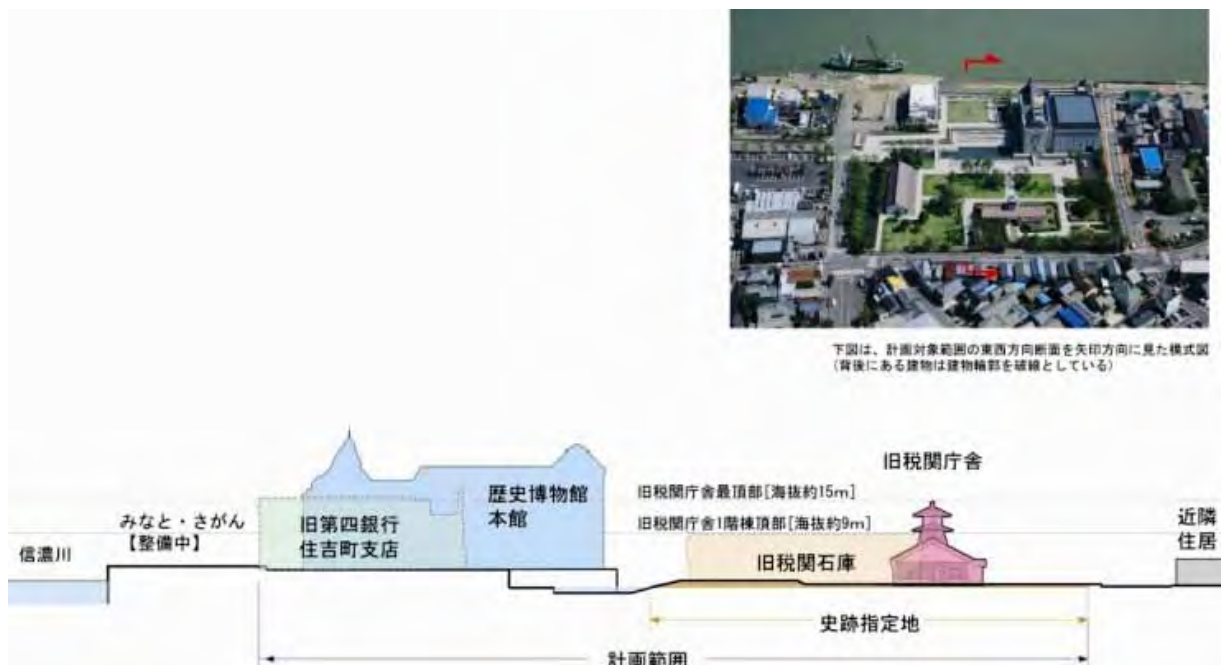 下図は、計画対象範囲の東西方向断面を矢印方向に見た模式図
(背後にある建物は建物輪郭を破線としている)
旧税関庁舎
歴史博物館
本館
旧税関庁舎最頂部[海抜約15m]
旧税関庁舎1階棟頂部[海抜約9m]
みなと・さがん
【整備中】
旧第四銀行
住吉町支店
近隣
住居
信濃川
旧税関石庫
史跡指定地
計画範囲